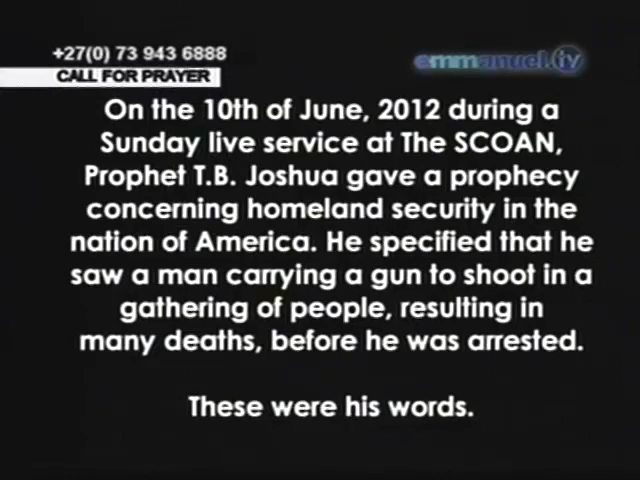 +27(0) 73 943 6888
emmanuel.tv
CALL FOR PRAYER
On the 10th of June, 2012 during a
Sunday live service at The SCOAN,
Prophet T.B. Joshua gave a prophecy
concerning homeland security in the
nation of America. He specified that he
saw a man carrying a gun to shoot in a
gathering of people, resulting in
many deaths, before he was arrested.
These were his words.